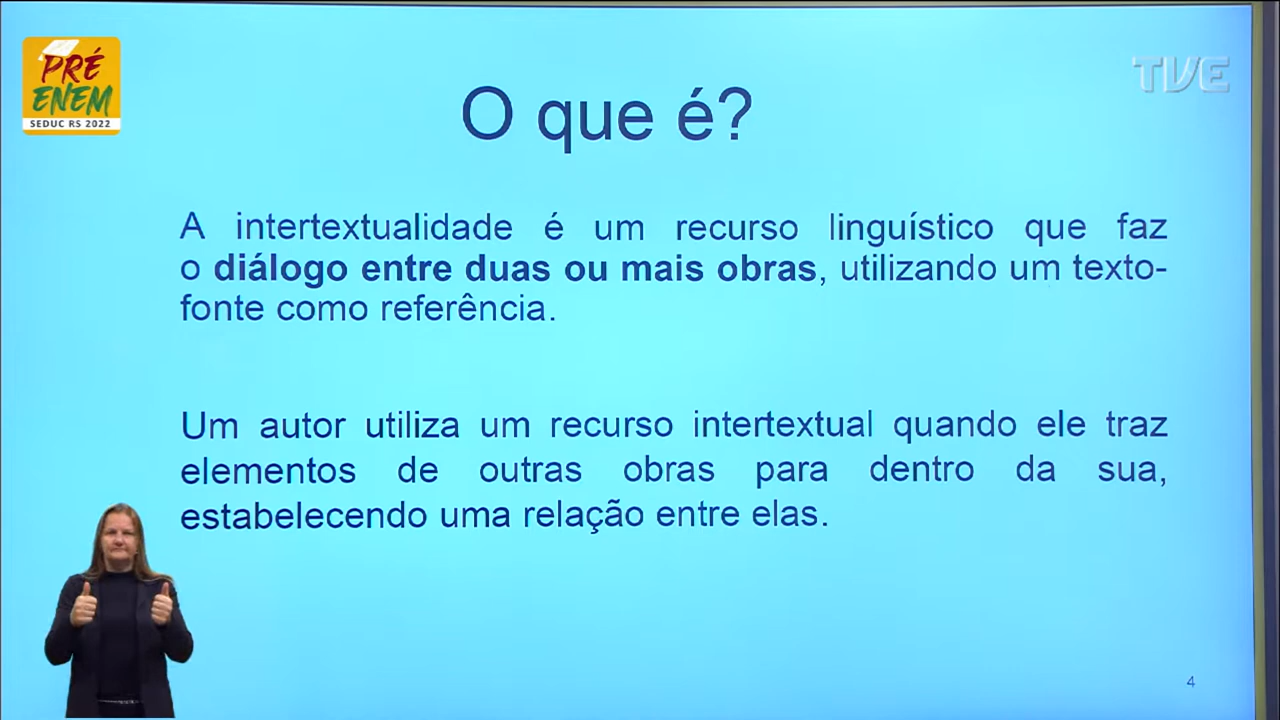 PRÉ
ENEM
SEDUC RS 2022
TVE
O que é?
A intertextualidade é um recurso linguístico que faz
o diálogo entre duas ou mais obras, utilizando um texto-
fonte como referência.
Um autor utiliza um recurso intertextual quando ele traz
elementos de outras obras para dentro da sua,
estabelecendo uma relação entre elas.
4